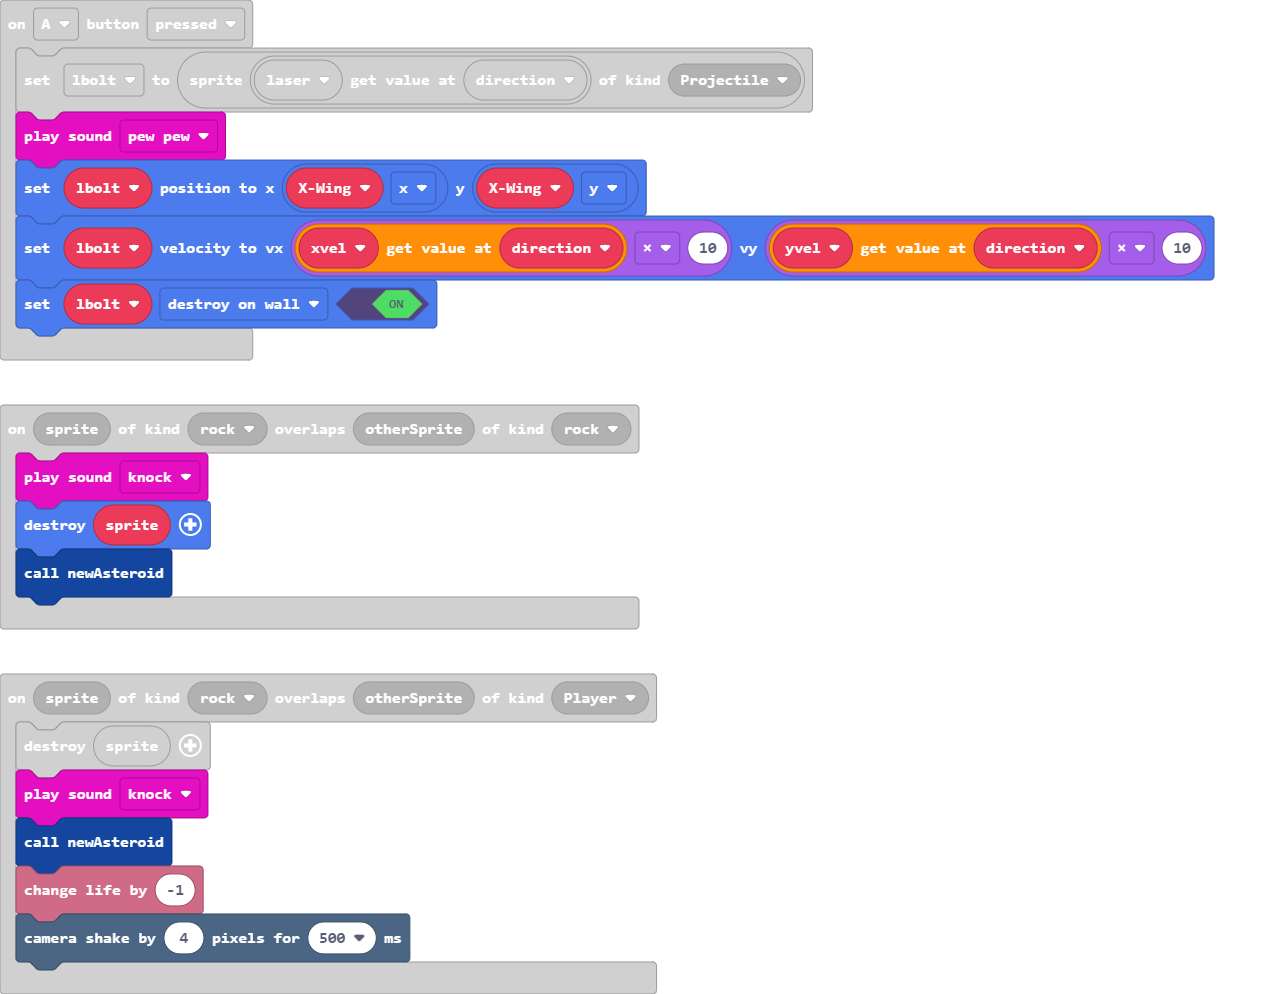 on A button pressed
set lbolt to sprite laser get value at direction of kind Projectile
play sound pew pew
set lbolt position to x X-Wing x y X-Wing y
set lbolt velocity to vx xvel get value at direction × 10 vy yvel get value at direction × 10
set lbolt destroy on wall ON
on sprite of kind rock overlaps otherSprite of kind rock
play sound knock
destroy sprite
call newAsteroid
on sprite of kind rock overlaps otherSprite of kind Player
destroy sprite
play sound knock
call newAsteroid
change life by -1
camera shake by 4 pixels for 500 ms